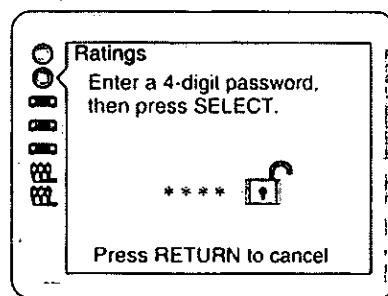 Ratings
Enter a 4-digit password,
then press SELECT.
* * * *
Press RETURN to cancel